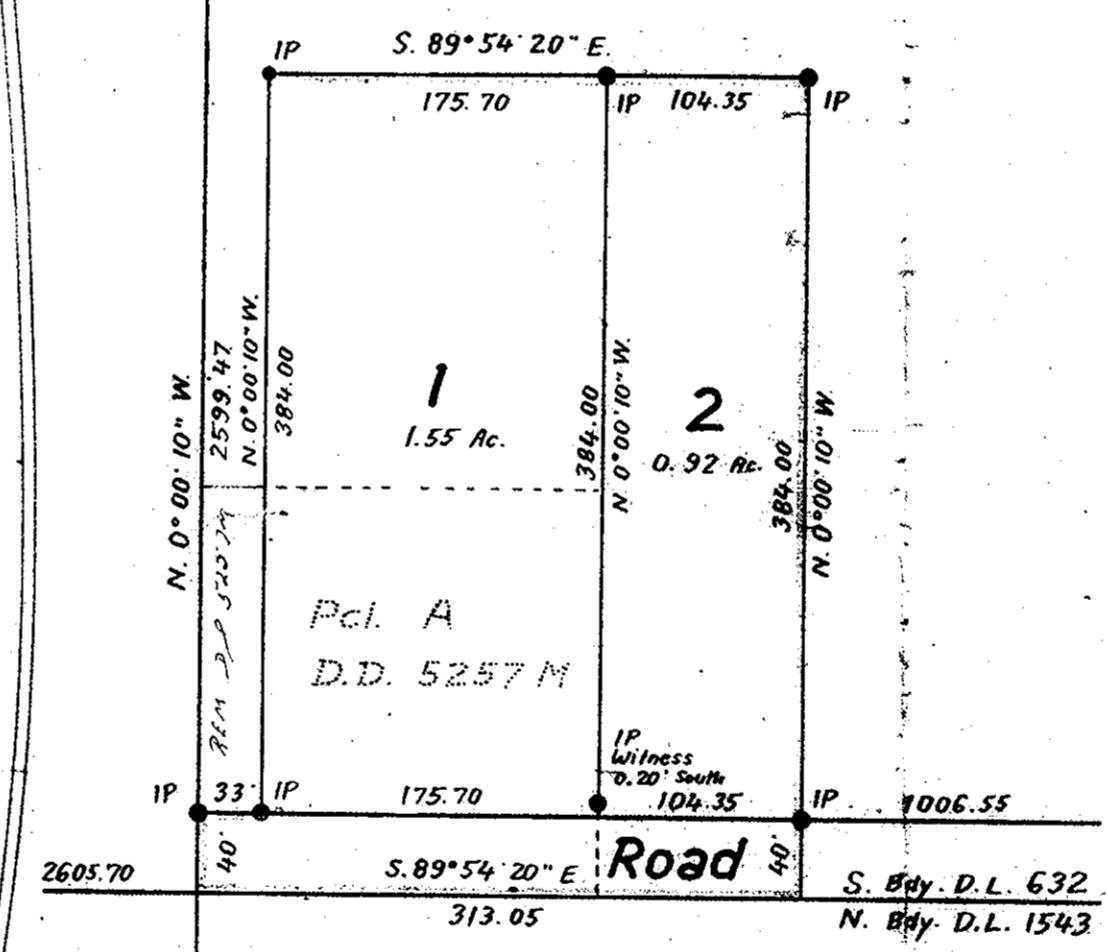 IP
S. 89° 54' 20" E.
175.70
IP
104.35
IP
N. 0° 00' 10" W.
2599.47
N. 0° 00' 10" W.
384.00
1
1.55 Ac.
384.00
N. 0° 00' 10" W.
2
0.92 Ac.
384.00
N. 0° 00' 10" W.
REM
Pcl. A
D.D. 5257 M
IP
Witness
0.20' South
IP
33'
IP
175.70
104.35
IP
1006.55
40'
Road
40'
2605.70
S. 89° 54' 20" E
313.05
S. Bdy. D.L. 632
N. Bdy. D.L. 1543